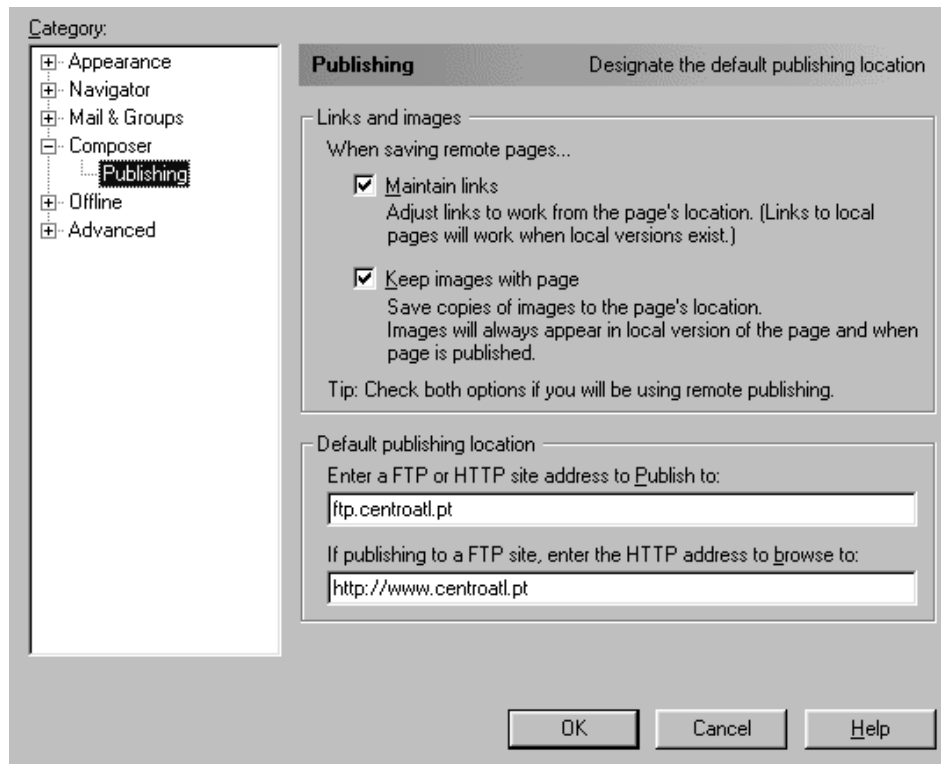 Category:
Appearance
Navigator
Mail & Groups
Composer
Publishing
Offline
Advanced
Publishing Designate the default publishing location
Links and images
When saving remote pages...
Maintain links
Adjust links to work from the page's location. (Links to local
pages will work when local versions exist.)
Keep images with page
Save copies of images to the page's location.
Images will always appear in local version of the page and when
page is published.
Tip: Check both options if you will be using remote publishing.
Default publishing location
Enter a FTP or HTTP site address to Publish to:
ftp.centroatl.pt
If publishing to a FTP site, enter the HTTP address to browse to:
http://www.centroatl.pt
OK Cancel Help